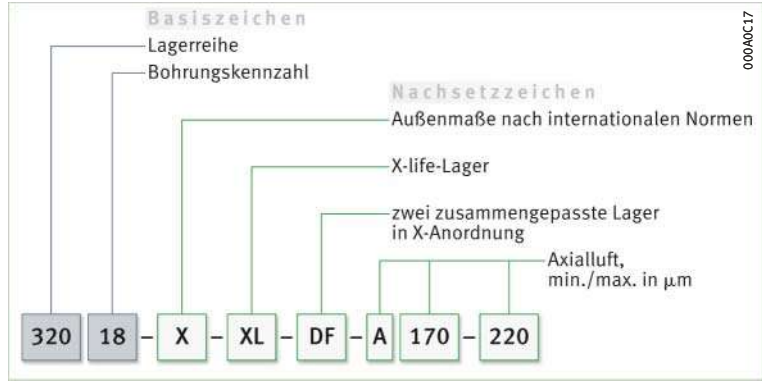 Basiszeichen
Lagerreihe
Bohrungskennzahl
Nachsetzzeichen
Außenmaße nach internationalen Normen
X-life-Lager
zwei zusammengepasste Lager
in X-Anordnung
Axialluft,
min./max. in µm
320 18 – X – XL – DF – A 170 – 220
000A0C17